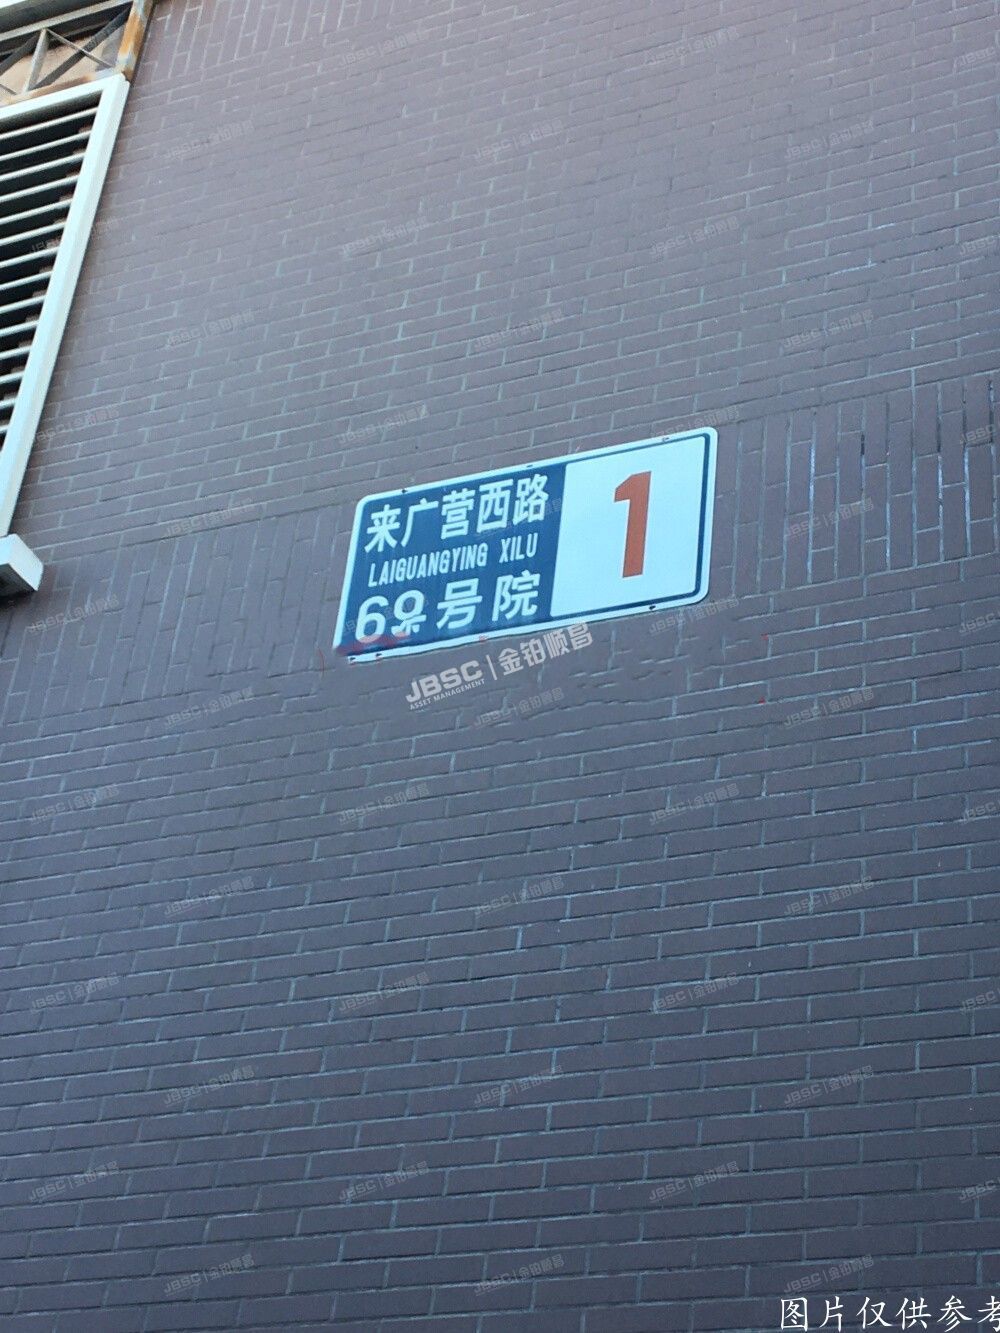 来广营西路
LAIGUANGYING XILU
号院
1
JBSC | 金铂顺昌
ASSET MANAGEMENT
图片仅供参考